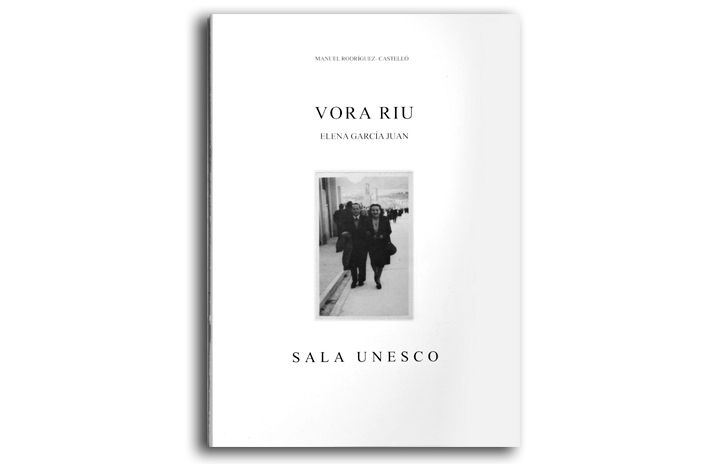 MANUEL RODRÍGUEZ- CASTELLÓ
VORA RIU
ELENA GARCÍA JUAN
SALA UNESCO